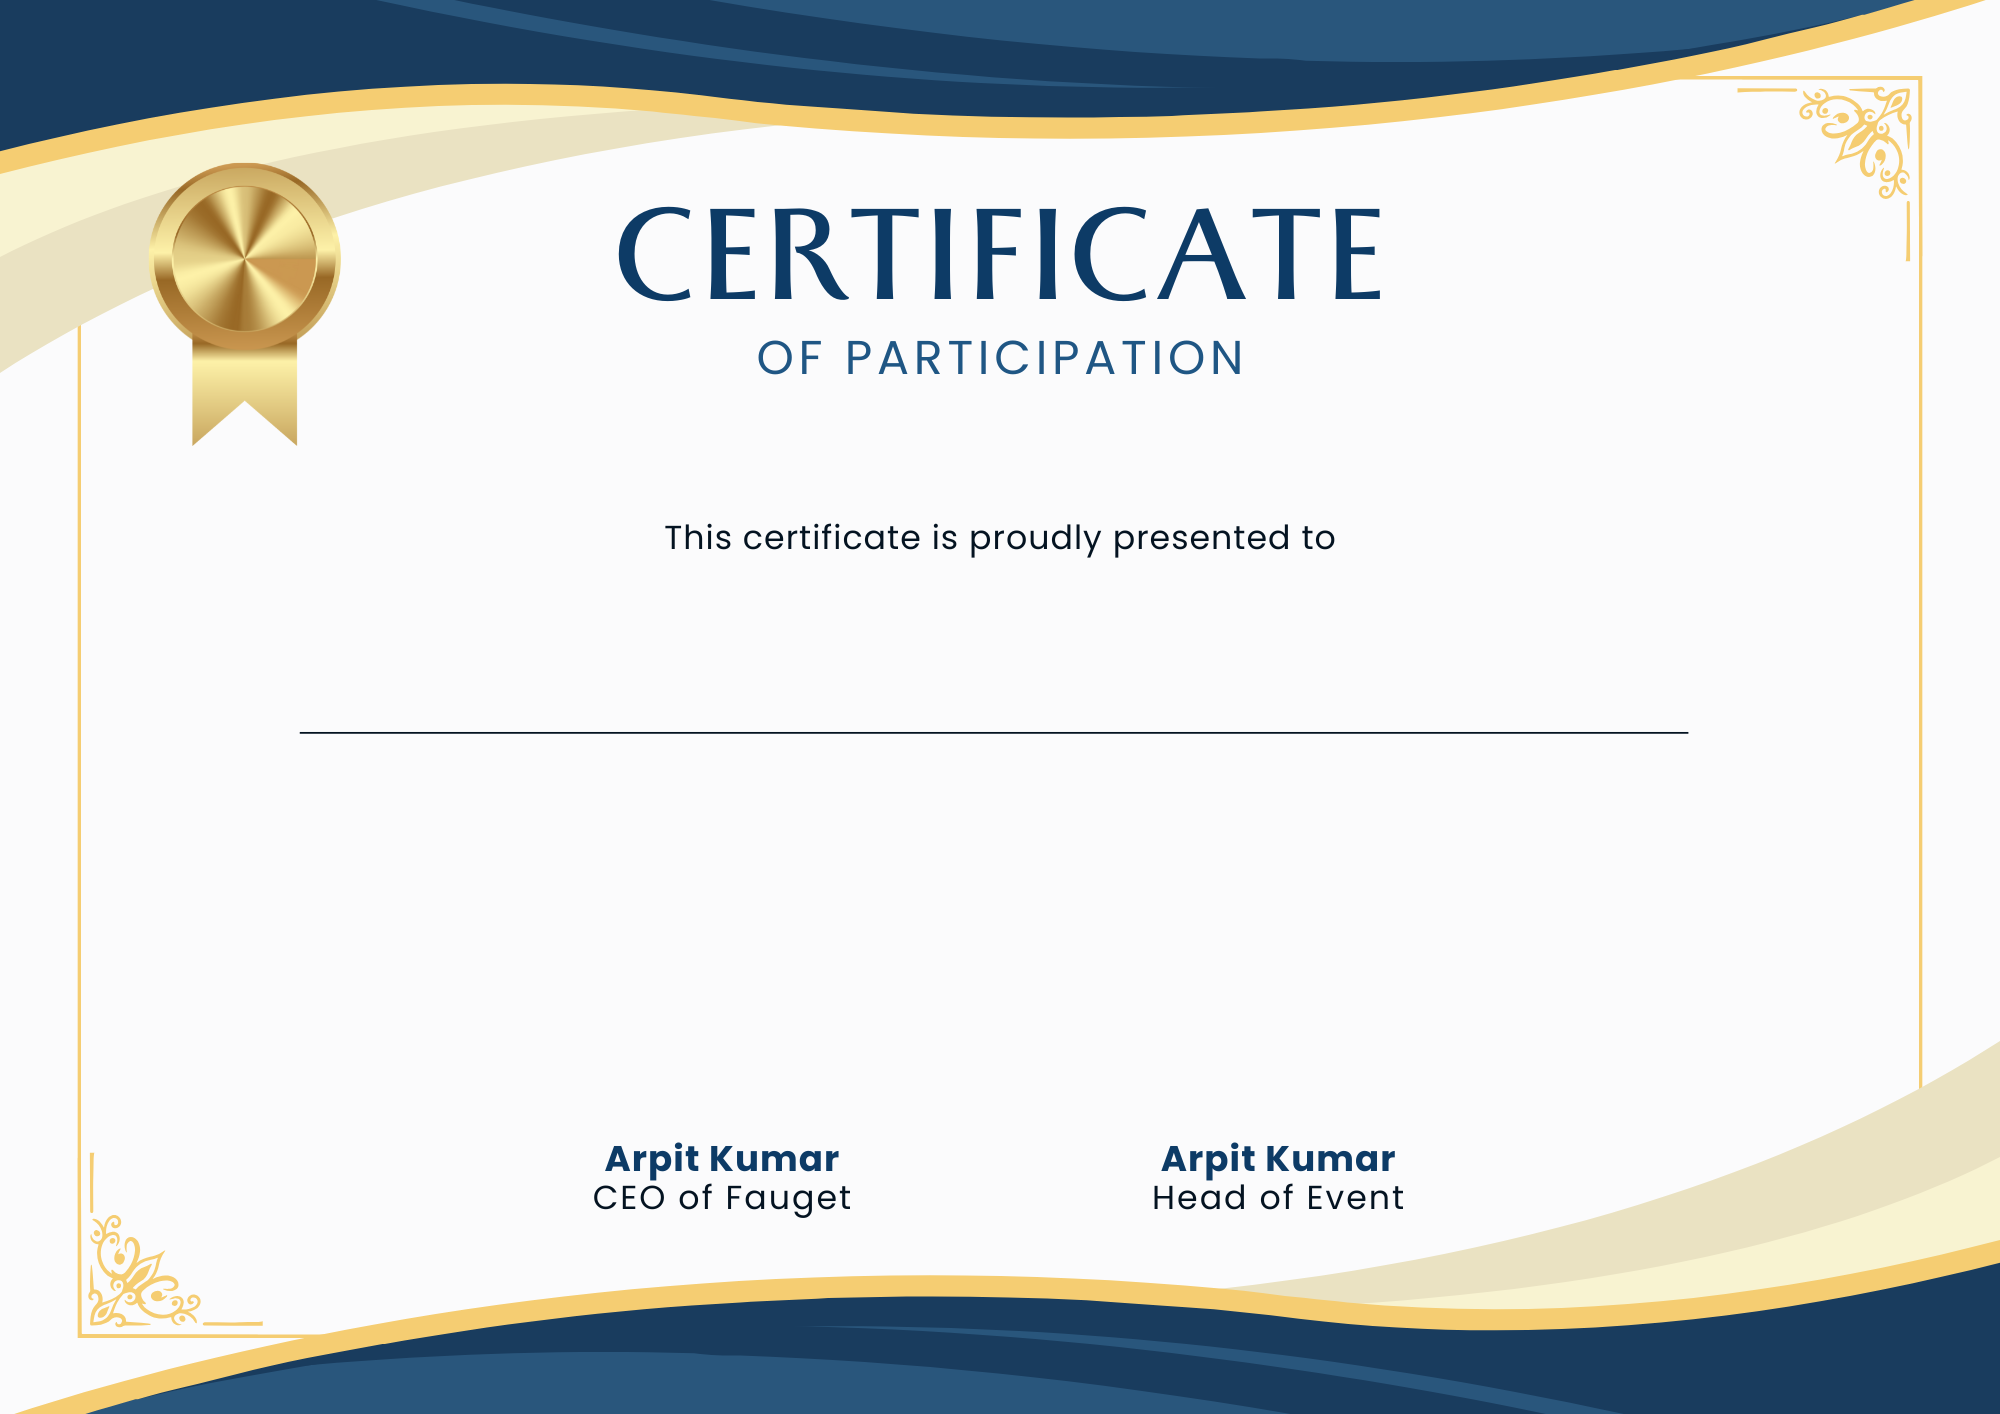 CERTIFICATE
OF PARTICIPATION
This certificate is proudly presented to
Arpit Kumar
CEO of Fauget
Arpit Kumar
Head of Event